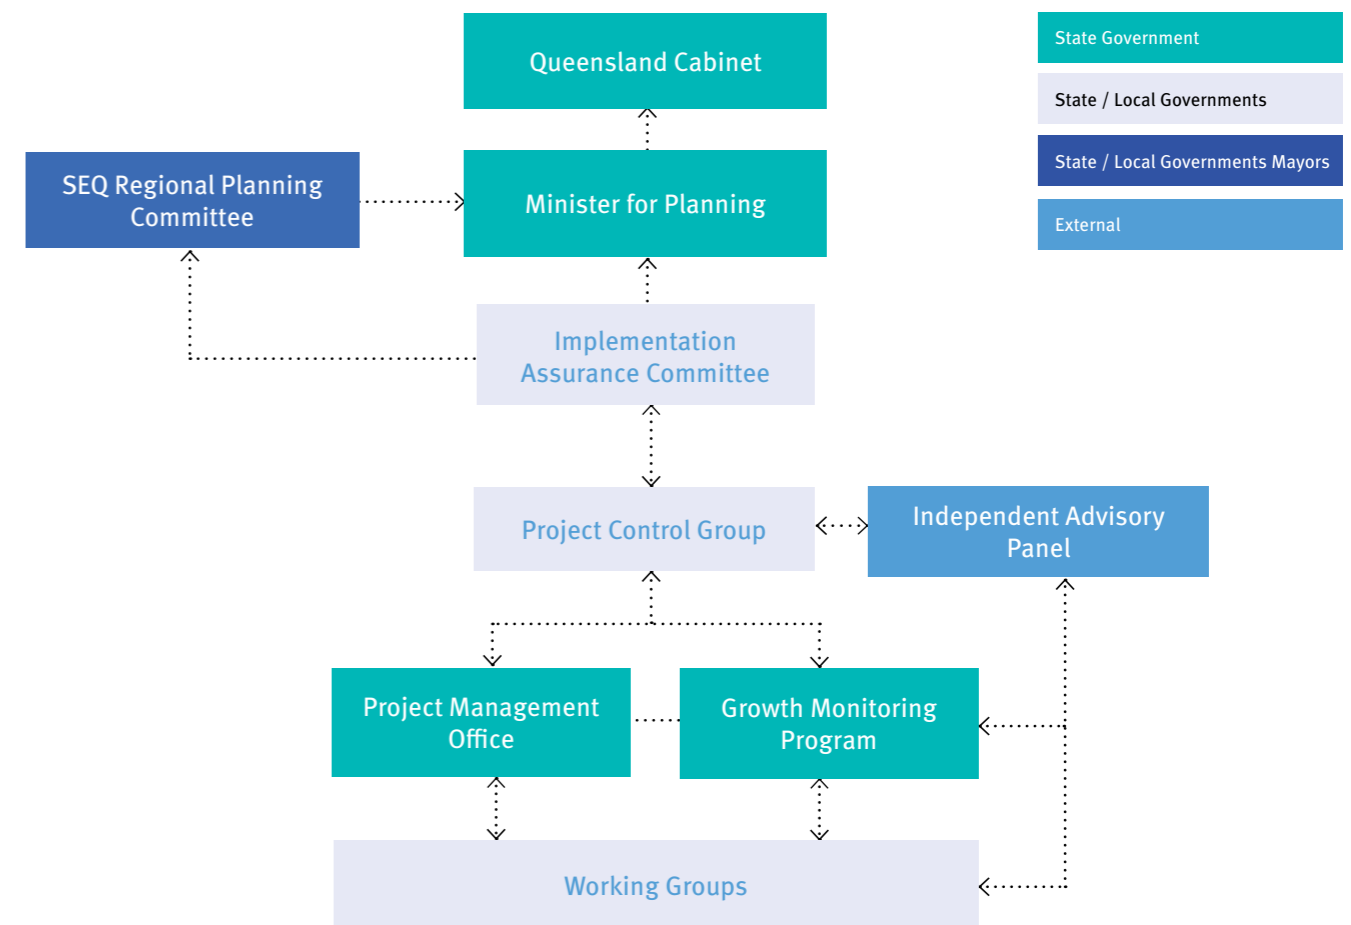 Queensland Cabinet
State Government
State / Local Governments
State / Local Governments Mayors
External
SEQ Regional Planning
Committee
Minister for Planning
Implementation
Assurance Committee
Project Control Group
Independent Advisory
Panel
Project Management
Office
Growth Monitoring
Program
Working Groups